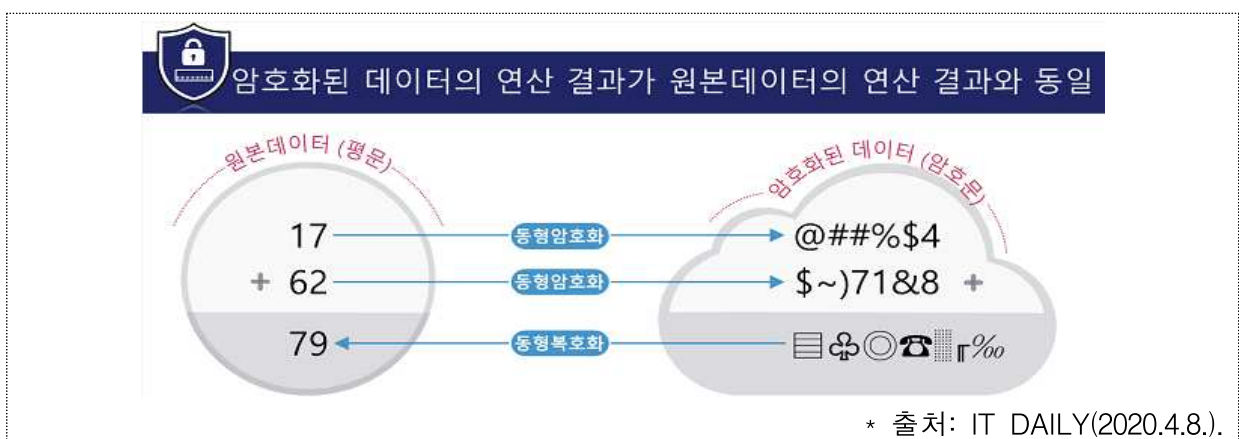 암호화된 데이터의 연산 결과가 원본데이터의 연산 결과와 동일
원본데이터 (평문)
암호화된 데이터 (암호문)
17 동형암호화 @##%$4
+ 62 동형암호화 $~)71&8 +
79 동형복호화 ▤♧◎☎▒╓‰
* 출처: IT DAILY(2020.4.8.).